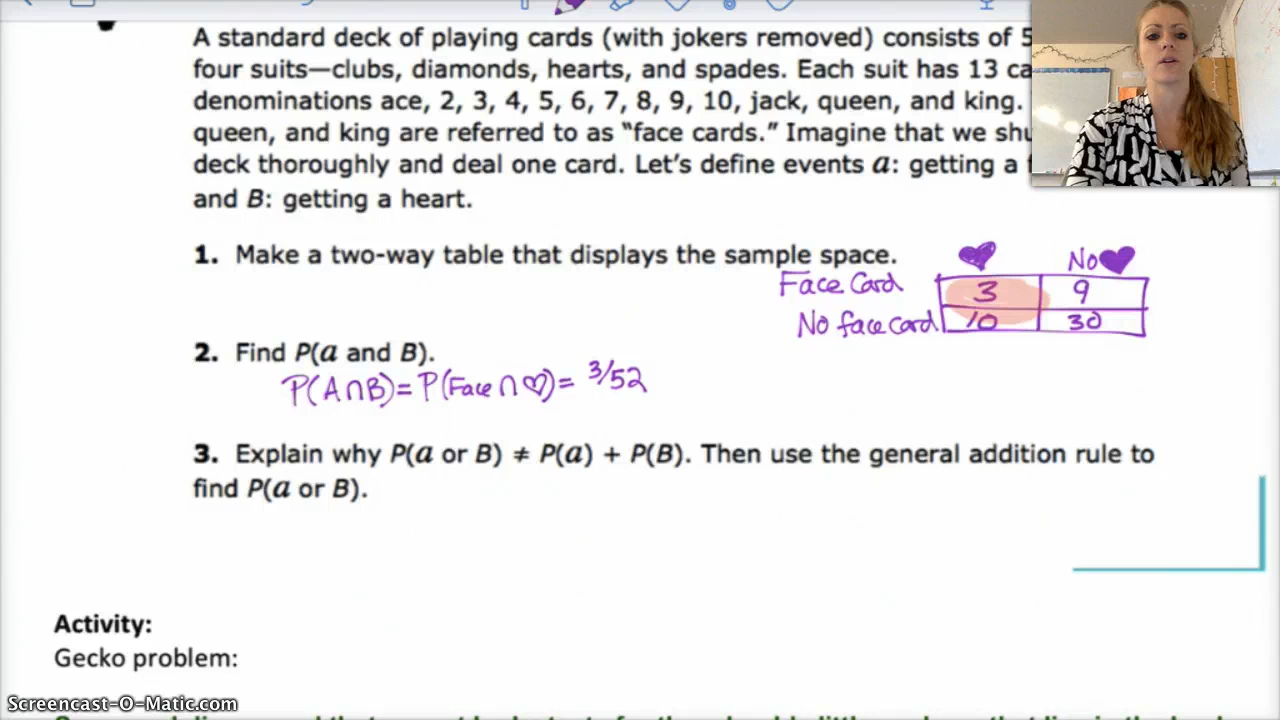 A standard deck of playing cards (with jokers removed) consists of
four suits—clubs, diamonds, hearts, and spades. Each suit has 13
denominations ace, 2, 3, 4, 5, 6, 7, 8, 9, 10, jack, queen, and king.
queen, and king are referred to as “face cards.” Imagine that we
deck thoroughly and deal one card. Let’s define events a: getting a
and B: getting a heart.
1. Make a two-way table that displays the sample space.
♥ No ♥
Face Card 3 9
No face card 10 30
2. Find P(a and B).
P(A∩B)= P(Face ∩ ♡)= 3/52
3. Explain why P(a or B) ≠ P(a) + P(B). Then use the general addition rule to
find P(a or B).
Activity:
Gecko problem:
Screencast-O-Matic.com